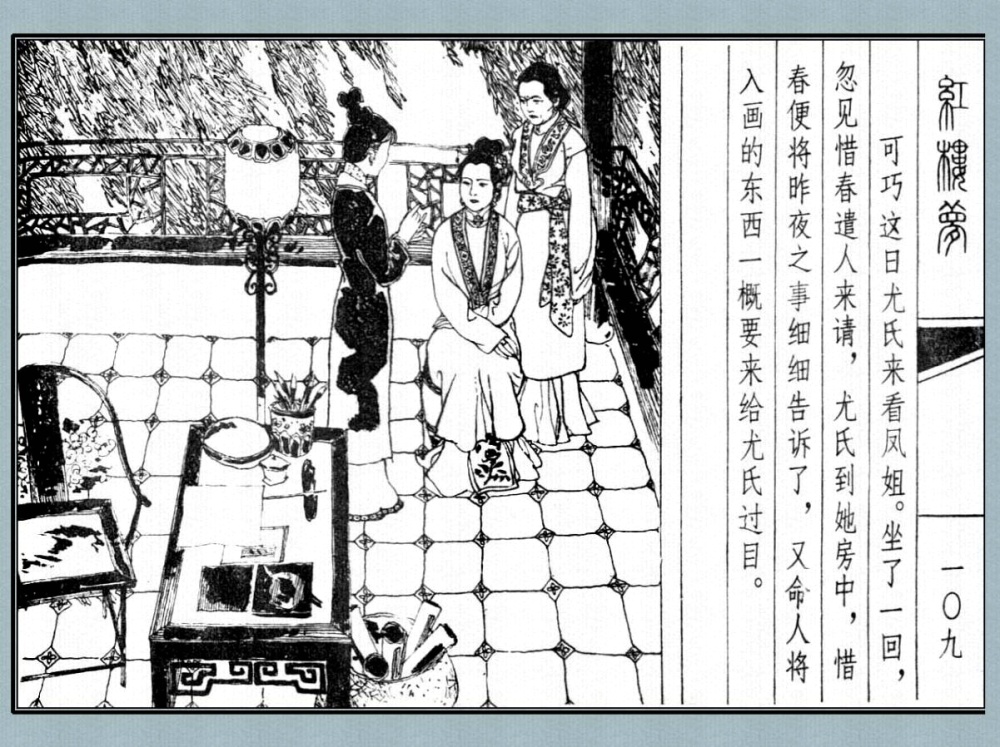 紅樓夢
一〇九
可巧这日尤氏来看凤姐。坐了一回，
忽见惜春遣人来请，尤氏到她房中，惜
春便将昨夜之事细细告诉了，又命人将
入画的东西一概要来给尤氏过目。